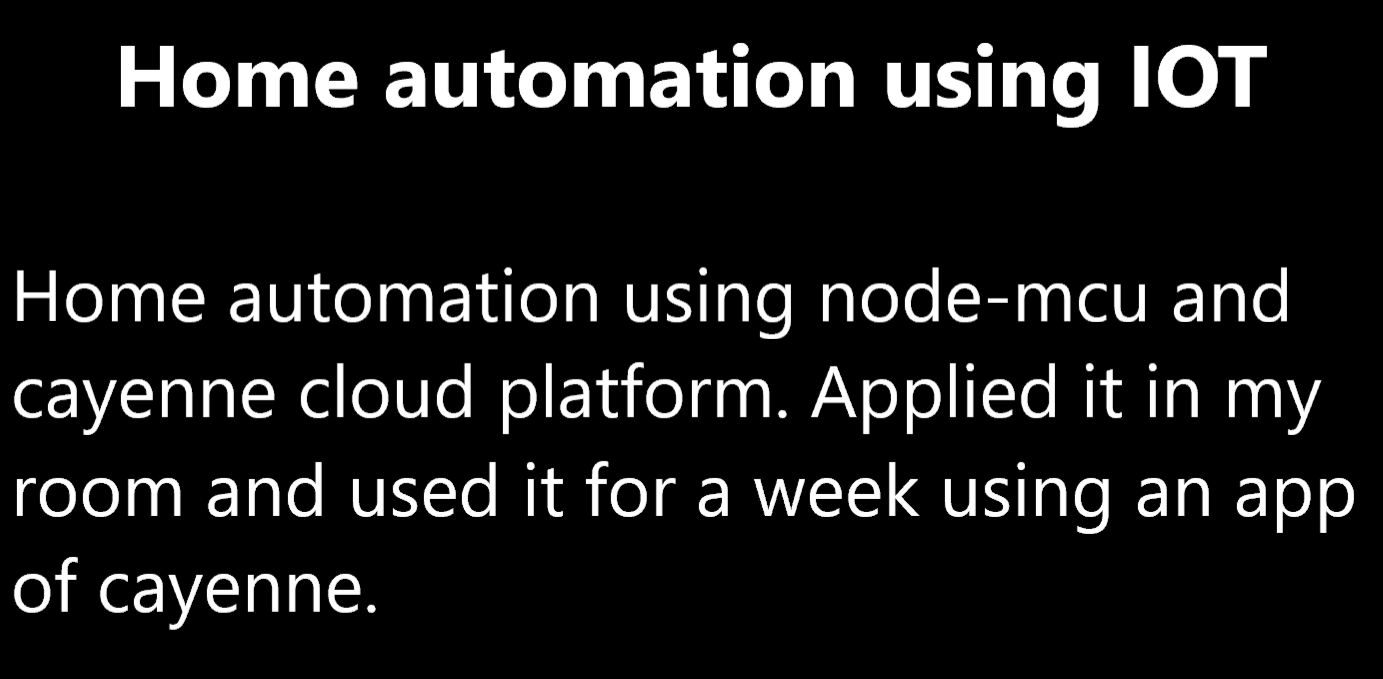 Home automation using IOT
Home automation using node-mcu and
cayenne cloud platform. Applied it in my
room and used it for a week using an app
of cayenne.